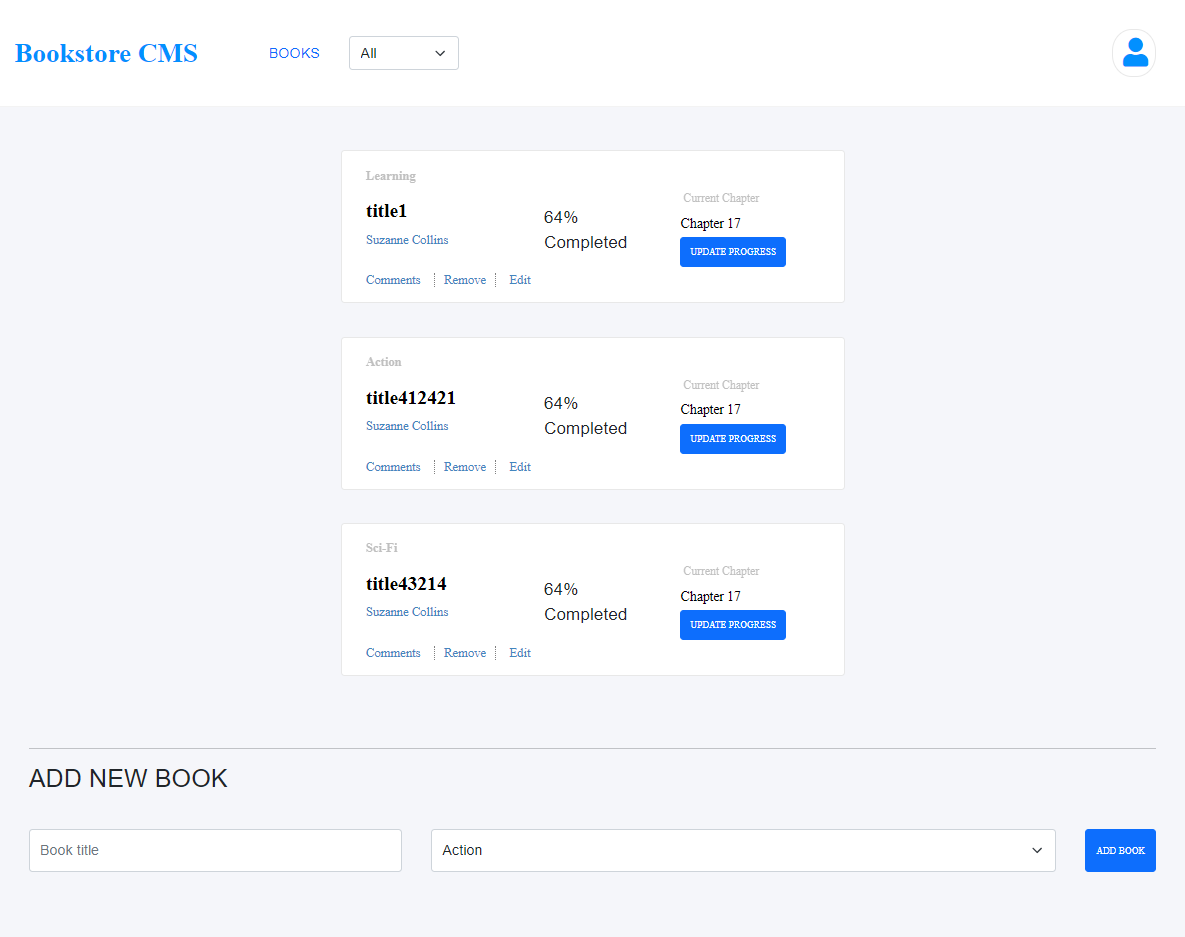 Bookstore CMS
BOOKS
All
Learning
title1
Suzanne Collins
Comments
Remove
Edit
64%
Completed
Current Chapter
Chapter 17
UPDATE PROGRESS
Action
title412421
Suzanne Collins
Comments
Remove
Edit
64%
Completed
Current Chapter
Chapter 17
UPDATE PROGRESS
Sci-Fi
title43214
Suzanne Collins
Comments
Remove
Edit
64%
Completed
Current Chapter
Chapter 17
UPDATE PROGRESS
ADD NEW BOOK
Book title
Action
ADD BOOK